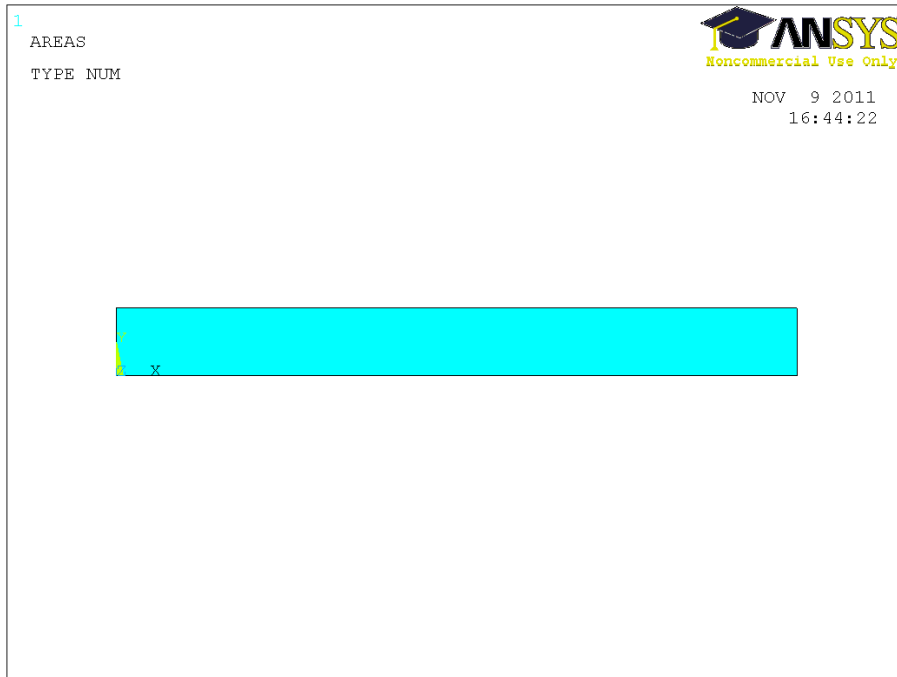 1
AREAS
TYPE NUM
ANSYS
Noncommercial Use Only
NOV  9 2011
16:44:22
Y
Z X